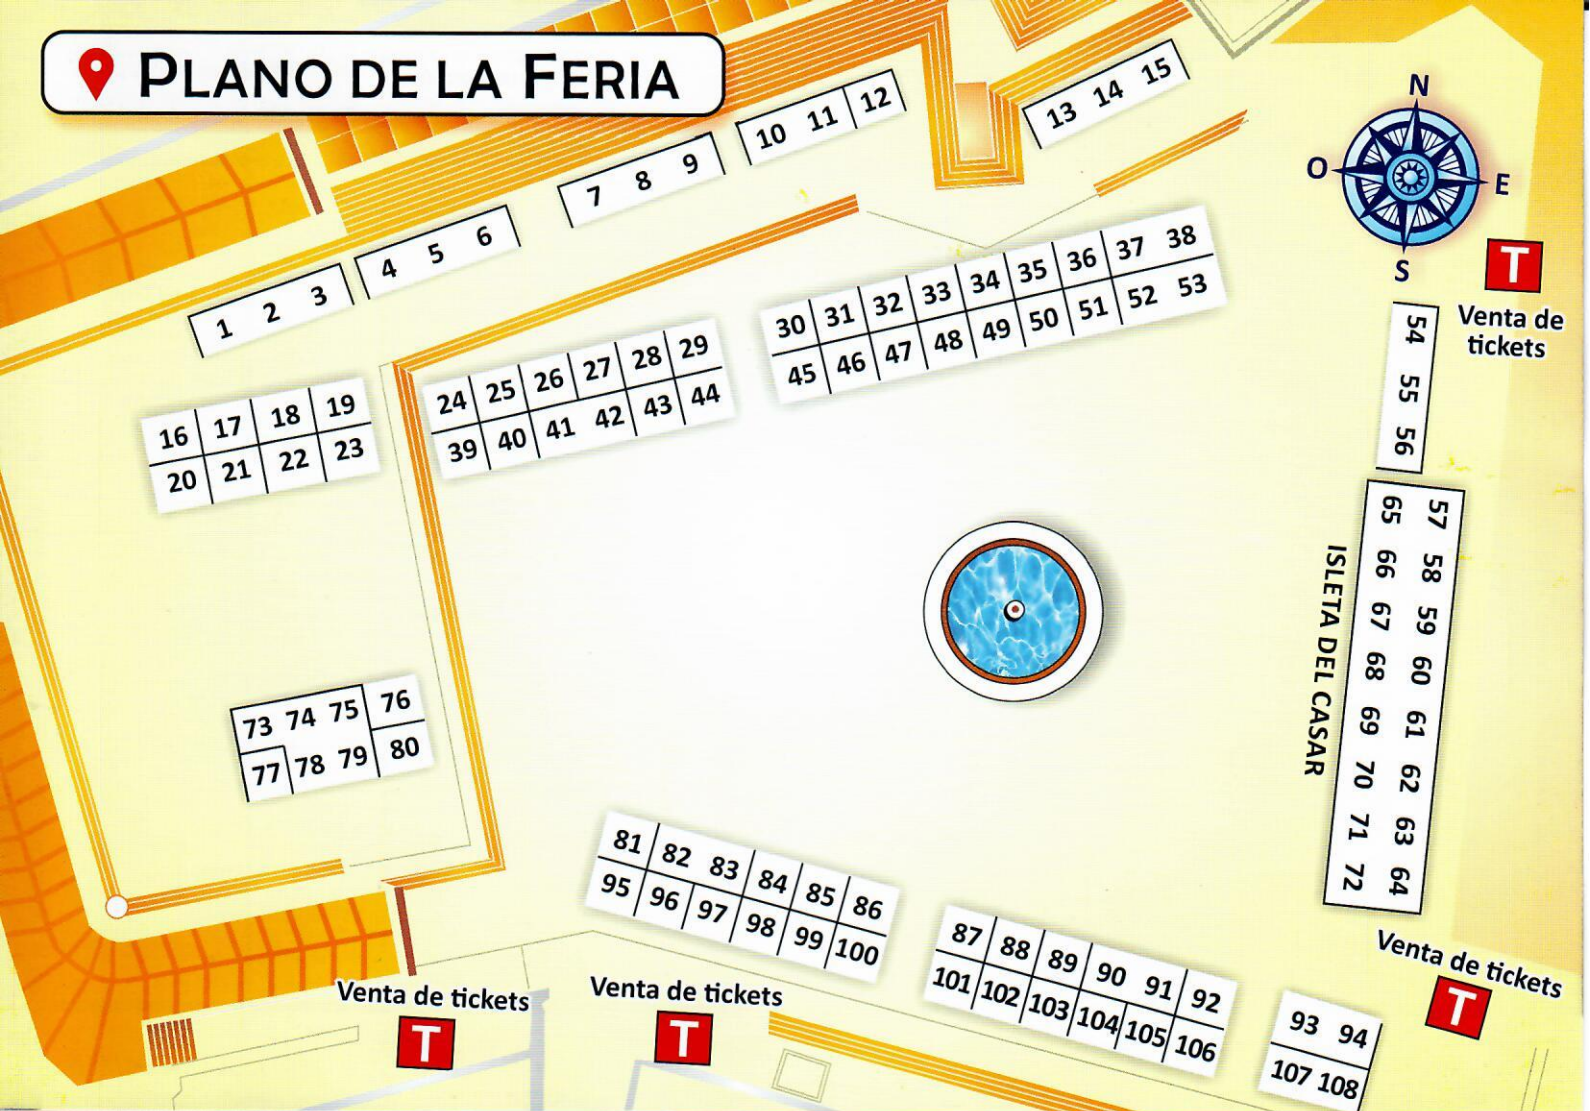 PLANO DE LA FERIA
1 2 3
4 5 6
7 8 9
10 11 12
13 14 15
N
O
E
S
T
Venta de
tickets
16 17 18 19
20 21 22 23
24 25 26 27 28 29
39 40 41 42 43 44
30 31 32 33 34 35 36 37 38
45 46 47 48 49 50 51 52 53
54 55 56
57 58 59 60 61 62 63 64
65 66 67 68 69 70 71 72
ISLETA DEL CASAR
73 74 75 76
77 78 79 80
81 82 83 84 85 86
95 96 97 98 99 100
87 88 89 90 91 92
101 102 103 104 105 106
93 94
107 108
Venta de tickets
T
Venta de tickets
T
Venta de tickets
T